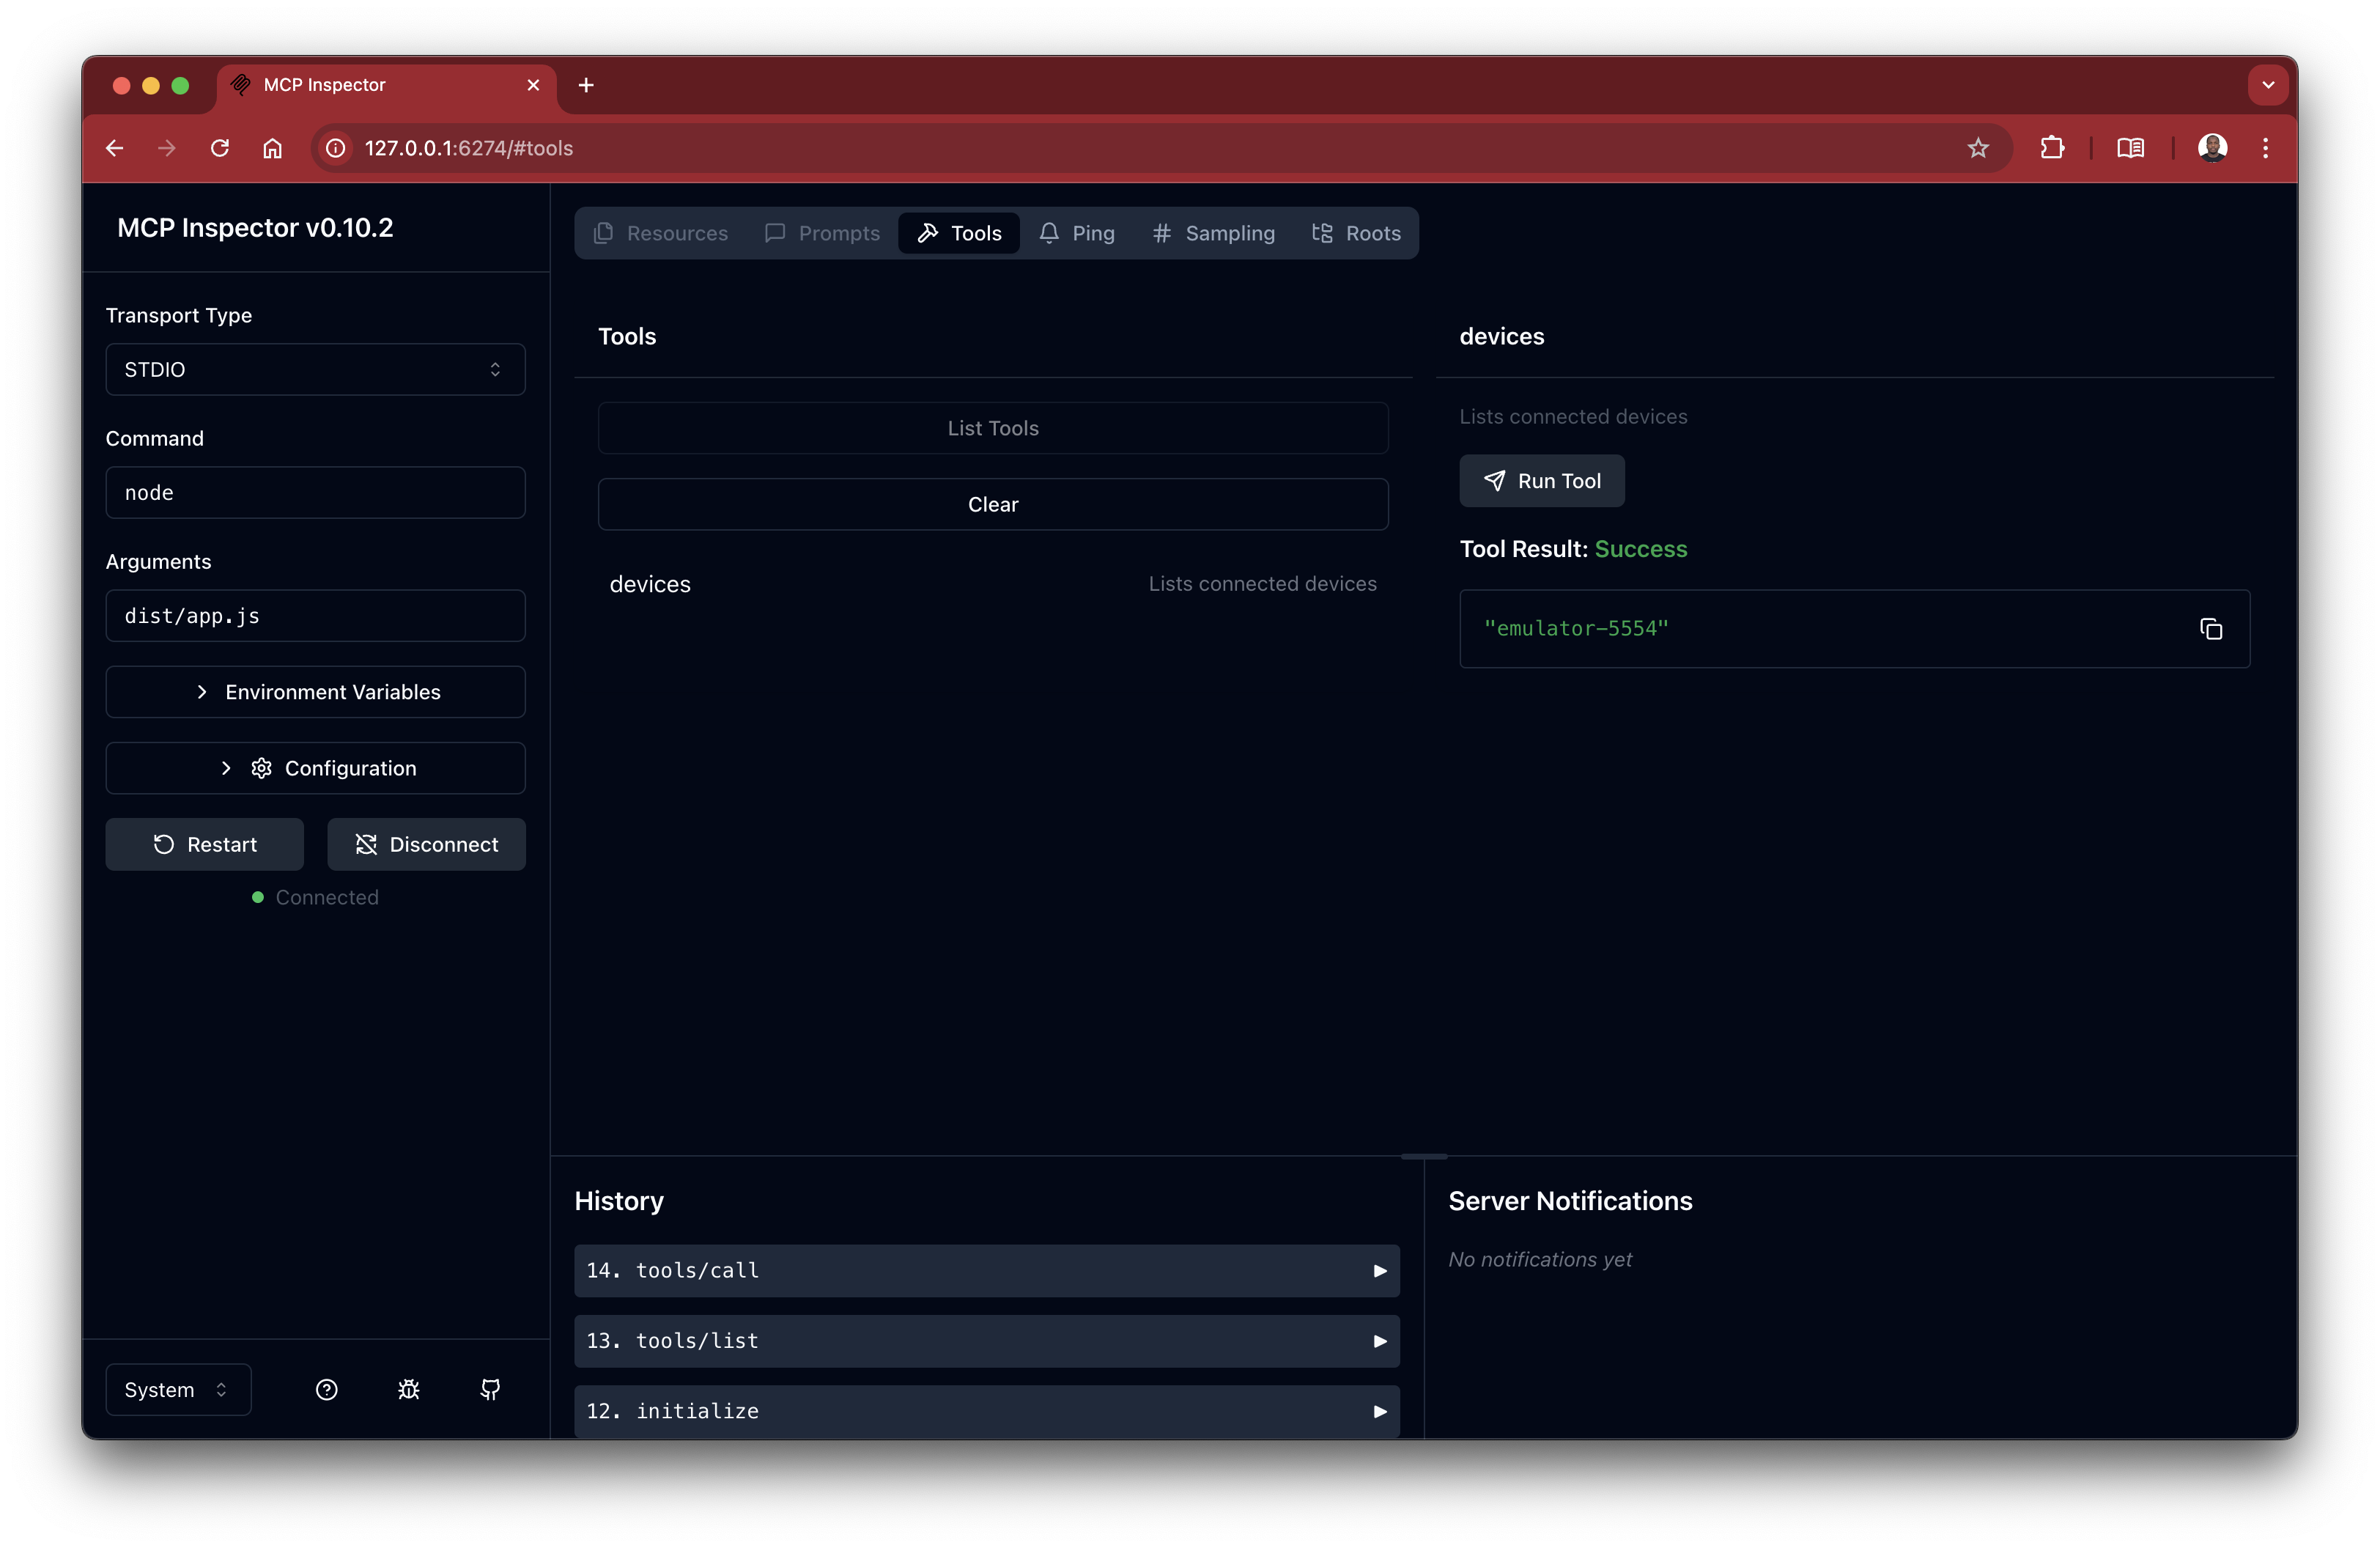 MCP Inspector
127.0.0.1:6274/#tools
MCP Inspector v0.10.2
Transport Type
STDIO
Command
node
Arguments
dist/app.js
Environment Variables
Configuration
Restart
Disconnect
Connected
System
Resources
Prompts
Tools
Ping
Sampling
Roots
Tools
List Tools
Clear
devices
Lists connected devices
devices
Lists connected devices
Run Tool
Tool Result: Success
"emulator-5554"
History
14. tools/call
13. tools/list
12. initialize
Server Notifications
No notifications yet